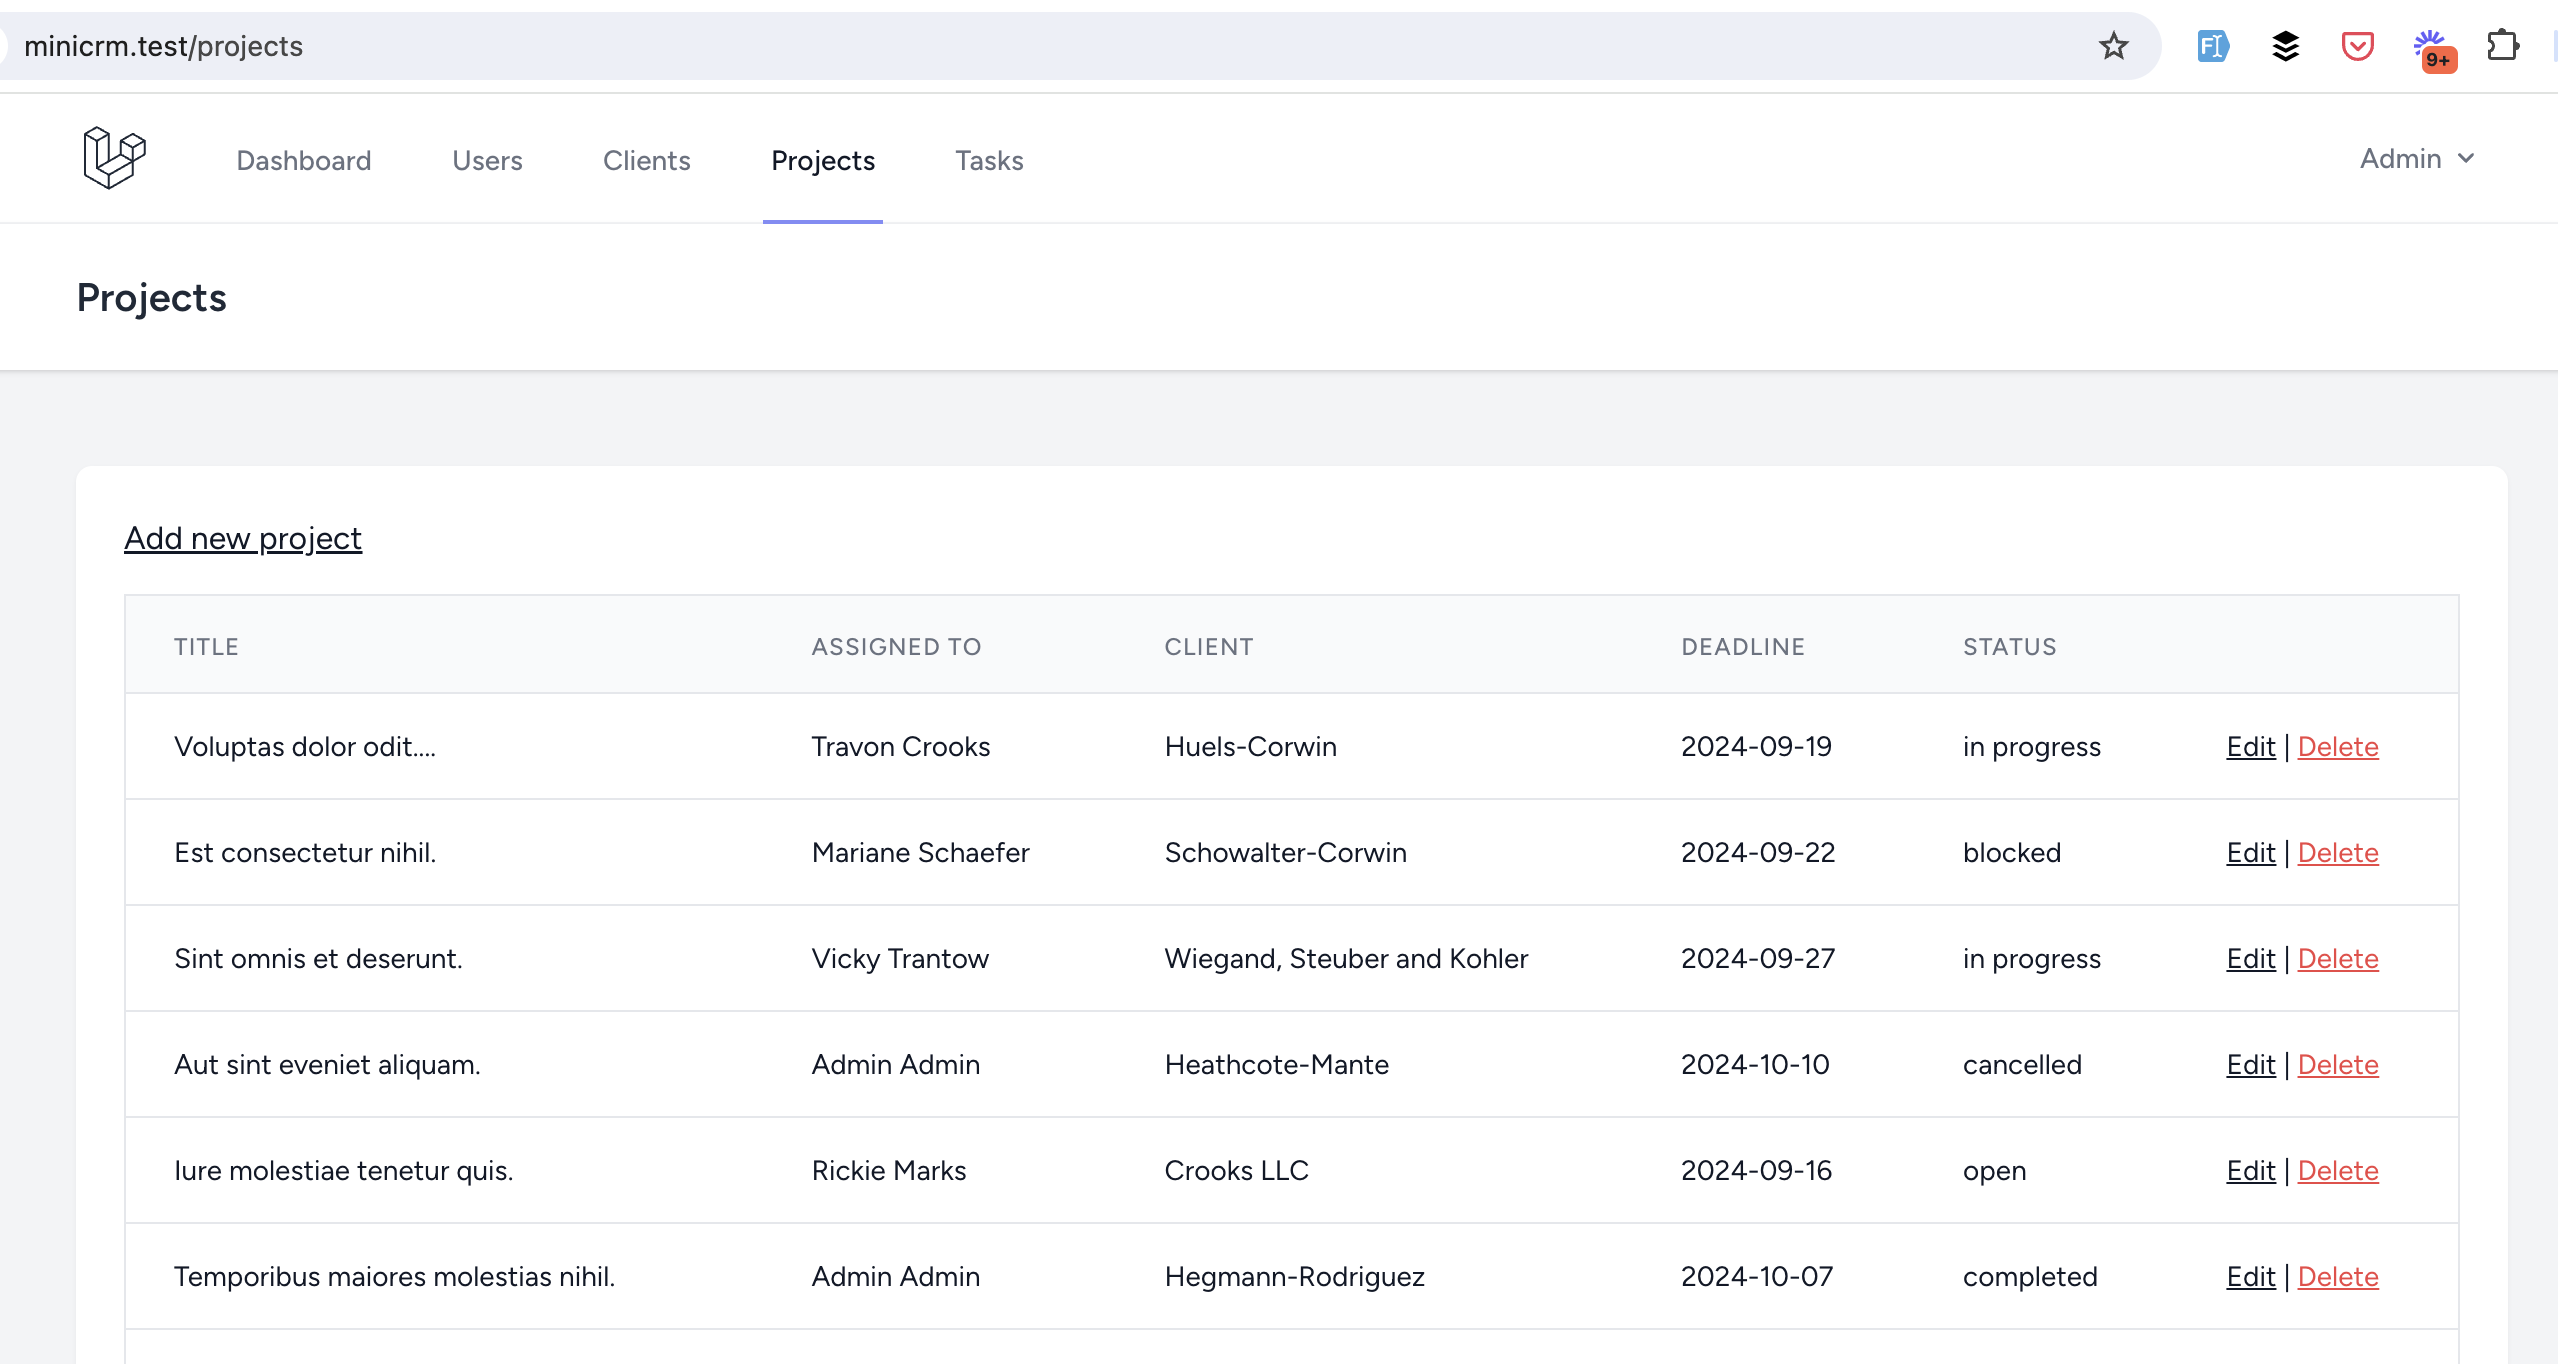 minicrm.test/projects
9+
Dashboard Users Clients Projects Tasks Admin
Projects
Add new project
TITLE ASSIGNED TO CLIENT DEADLINE STATUS
Voluptas dolor odit.... Travon Crooks Huels-Corwin 2024-09-19 in progress Edit | Delete
Est consectetur nihil. Mariane Schaefer Schowalter-Corwin 2024-09-22 blocked Edit | Delete
Sint omnis et deserunt. Vicky Trantow Wiegand, Steuber and Kohler 2024-09-27 in progress Edit | Delete
Aut sint eveniet aliquam. Admin Admin Heathcote-Mante 2024-10-10 cancelled Edit | Delete
Iure molestiae tenetur quis. Rickie Marks Crooks LLC 2024-09-16 open Edit | Delete
Temporibus maiores molestias nihil. Admin Admin Hegmann-Rodriguez 2024-10-07 completed Edit | Delete